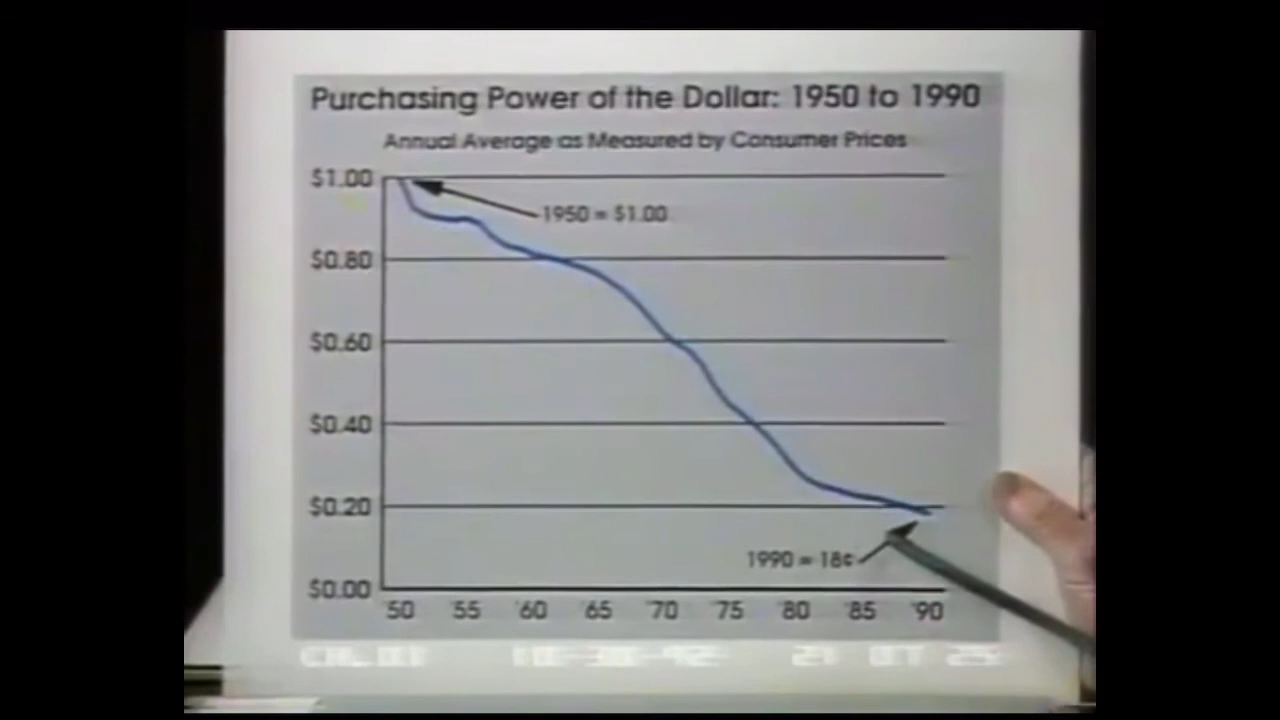 Purchasing Power of the Dollar: 1950 to 1990
Annual Average as Measured by Consumer Prices
$1.00
1950 = $1.00
$0.80
$0.60
$0.40
$0.20
1990 = 18¢
$0.00
'50 '55 '60 '65 '70 '75 '80 '85 '90